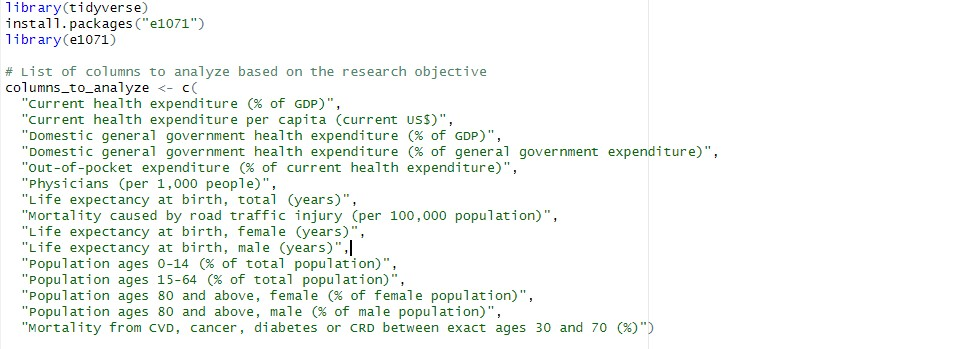 library(tidyverse)
install.packages("e1071")
library(e1071)
# List of columns to analyze based on the research objective
columns_to_analyze <- c(
"Current health expenditure (% of GDP)",
"Current health expenditure per capita (current US$)",
"Domestic general government health expenditure (% of GDP)",
"Domestic general government health expenditure (% of general government expenditure)",
"Out-of-pocket expenditure (% of current health expenditure)",
"Physicians (per 1,000 people)",
"Life expectancy at birth, total (years)",
"Mortality caused by road traffic injury (per 100,000 population)",
"Life expectancy at birth, female (years)",
"Life expectancy at birth, male (years)",
"Population ages 0-14 (% of total population)",
"Population ages 15-64 (% of total population)",
"Population ages 80 and above, female (% of female population)",
"Population ages 80 and above, male (% of male population)",
"Mortality from CVD, cancer, diabetes or CRD between exact ages 30 and 70 (%)")